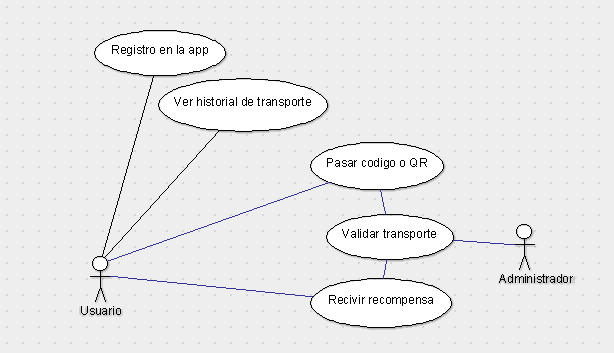 Registro en la app
Ver historial de transporte
Pasar codigo o QR
Validar transporte
Administrador
Recivir recompensa
Usuario